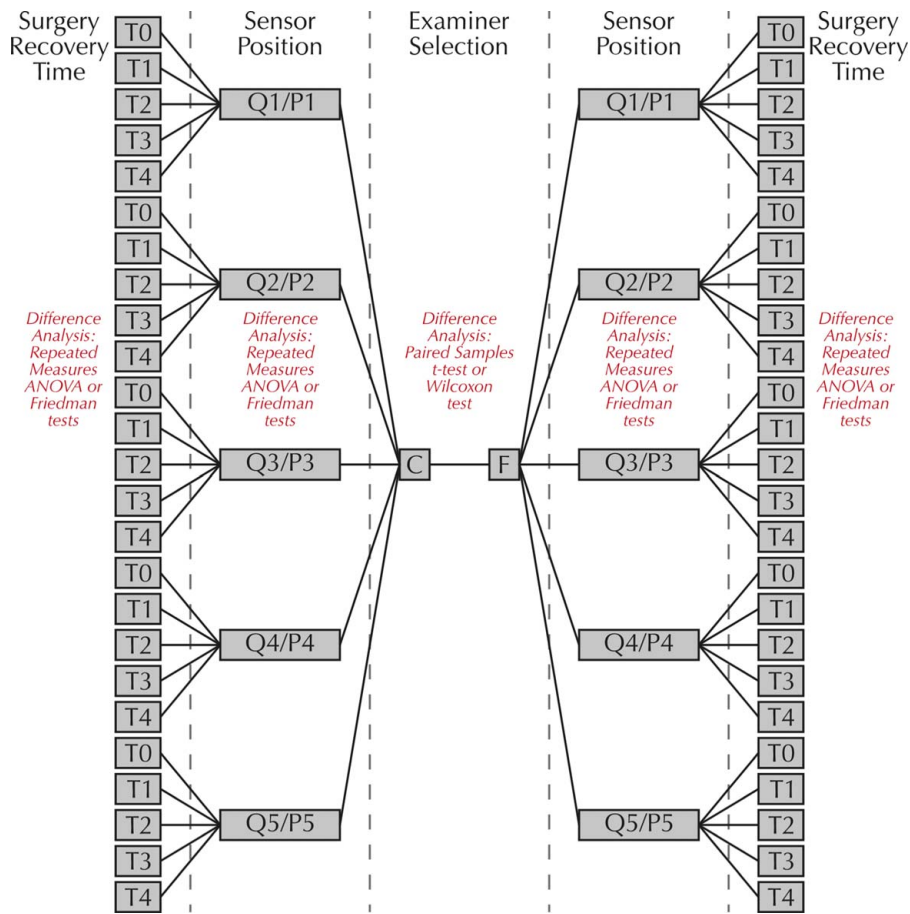 Surgery
Recovery
Time
Sensor
Position
Examiner
Selection
Sensor
Position
Surgery
Recovery
Time
T0
T1
T2
T3
T4
T0
T1
T2
T3
T4
T0
T1
T2
T3
T4
T0
T1
T2
T3
T4
T0
T1
T2
T3
T4
Difference
Analysis:
Repeated
Measures
ANOVA or
Friedman
tests
Q1/P1
Q2/P2
Difference
Analysis:
Repeated
Measures
ANOVA or
Friedman
tests
Q3/P3
Q4/P4
Q5/P5
Difference
Analysis:
Paired Samples
t-test or
Wilcoxon
test
C
F
Q1/P1
Q2/P2
Difference
Analysis:
Repeated
Measures
ANOVA or
Friedman
tests
Q3/P3
Q4/P4
Q5/P5
T0
T1
T2
T3
T4
T0
T1
T2
T3
T4
T0
T1
T2
T3
T4
T0
T1
T2
T3
T4
T0
T1
T2
T3
T4
Difference
Analysis:
Repeated
Measures
ANOVA or
Friedman
tests